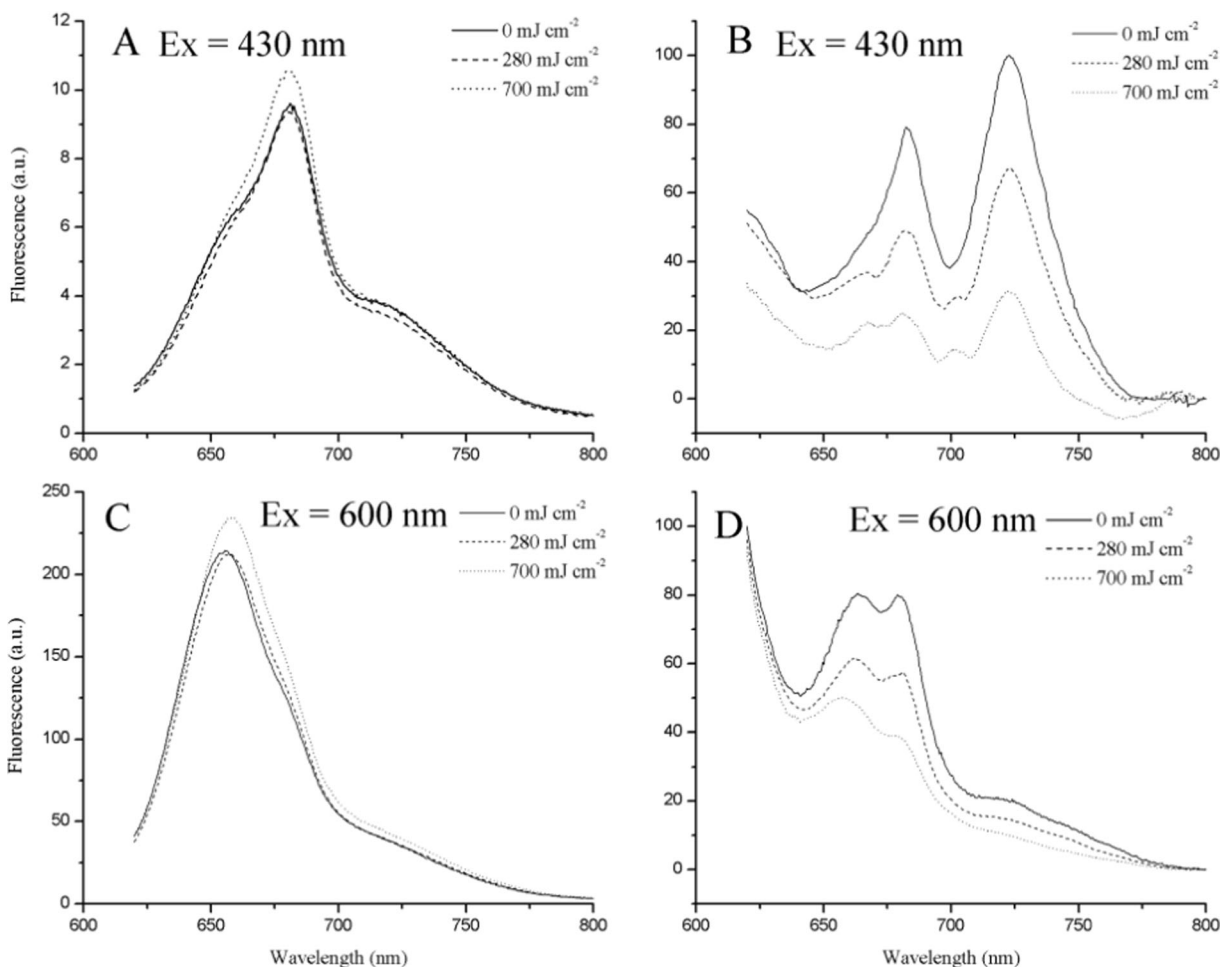 A Ex = 430 nm
0 mJ cm⁻²
280 mJ cm⁻²
700 mJ cm⁻²
Fluorescence (a.u.)
12
10
8
6
4
2
0
600 650 700 750 800
B Ex = 430 nm
0 mJ cm⁻²
280 mJ cm⁻²
700 mJ cm⁻²
100
80
60
40
20
0
600 650 700 750 800
C Ex = 600 nm
0 mJ cm⁻²
280 mJ cm⁻²
700 mJ cm⁻²
Fluorescence (a.u.)
250
200
150
100
50
0
600 650 700 750 800
Wavelength (nm)
D Ex = 600 nm
0 mJ cm⁻²
280 mJ cm⁻²
700 mJ cm⁻²
100
80
60
40
20
0
600 650 700 750 800
Wavelength (nm)